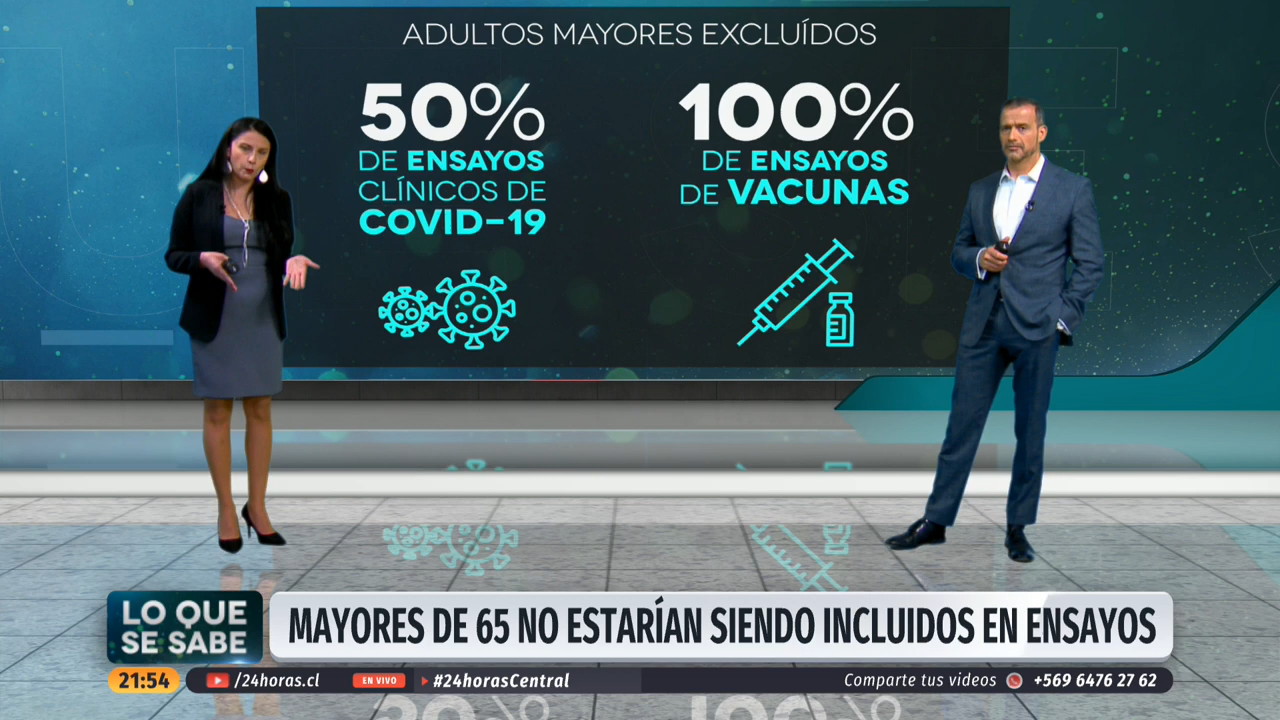 ADULTOS MAYORES EXCLUÍDOS
50%
DE ENSAYOS
CLÍNICOS DE
COVID-19
100%
DE ENSAYOS
DE VACUNAS
LO QUE
SE SABE
MAYORES DE 65 NO ESTARÍAN SIENDO INCLUIDOS EN ENSAYOS
21:54
/24horas.cl
EN VIVO
#24horasCentral
Comparte tus videos
+569 6476 27 62